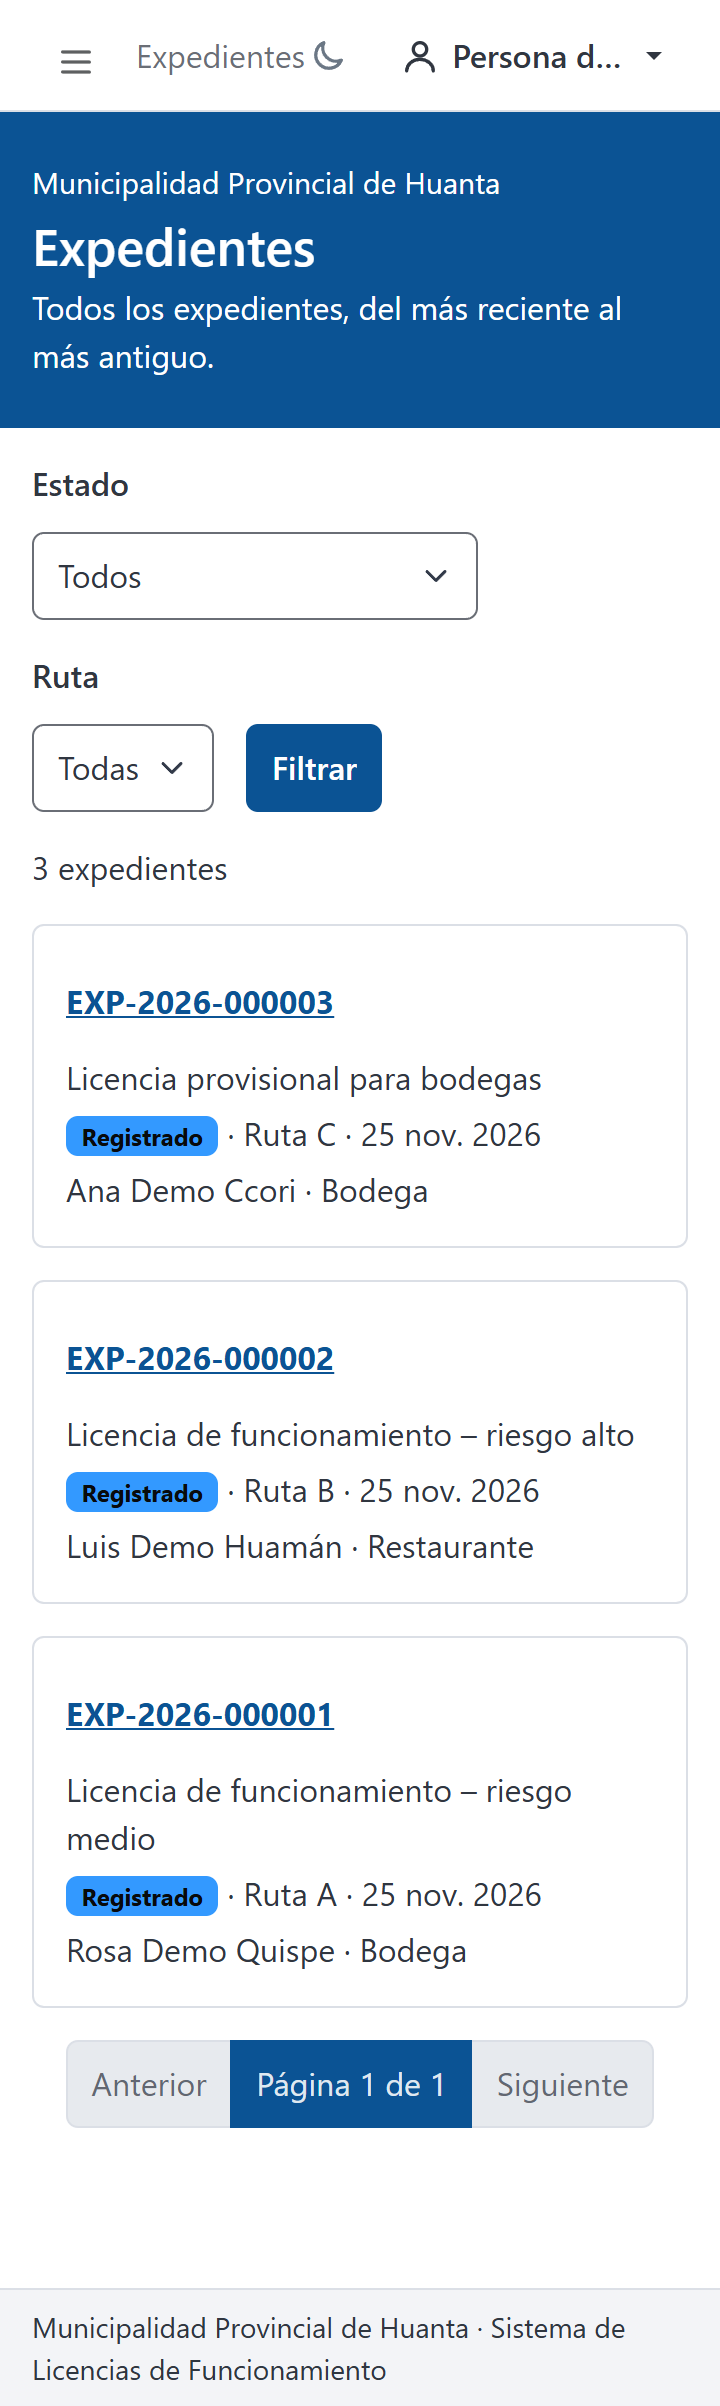 Expedientes
Persona d...
Municipalidad Provincial de Huanta
Expedientes
Todos los expedientes, del más reciente al
más antiguo.
Estado
Todos
Ruta
Todas
Filtrar
3 expedientes
EXP-2026-000003
Licencia provisional para bodegas
Registrado · Ruta C · 25 nov. 2026
Ana Demo Ccori · Bodega
EXP-2026-000002
Licencia de funcionamiento – riesgo alto
Registrado · Ruta B · 25 nov. 2026
Luis Demo Huamán · Restaurante
EXP-2026-000001
Licencia de funcionamiento – riesgo
medio
Registrado · Ruta A · 25 nov. 2026
Rosa Demo Quispe · Bodega
Anterior
Página 1 de 1
Siguiente
Municipalidad Provincial de Huanta · Sistema de
Licencias de Funcionamiento